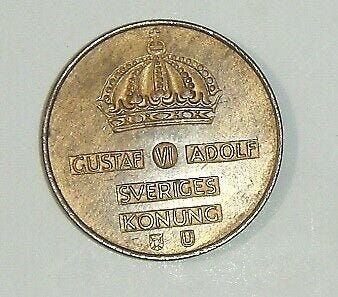 GUSTAF VI ADOLF
SVERIGES
KONUNG
U